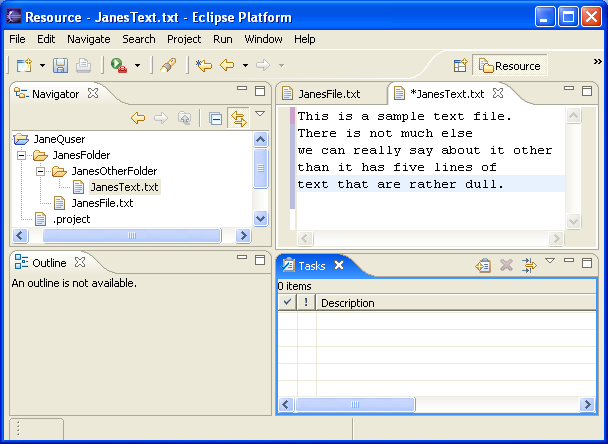 Resource - JanesText.txt - Eclipse Platform
File Edit Navigate Search Project Run Window Help
Resource
Navigator
JaneQuser
JanesFolder
JanesOtherFolder
JanesText.txt
JanesFile.txt
.project
JanesFile.txt *JanesText.txt
This is a sample text file.
There is not much else
we can really say about it other
than it has five lines of
text that are rather dull.
Outline
An outline is not available.
Tasks
0 items
! Description